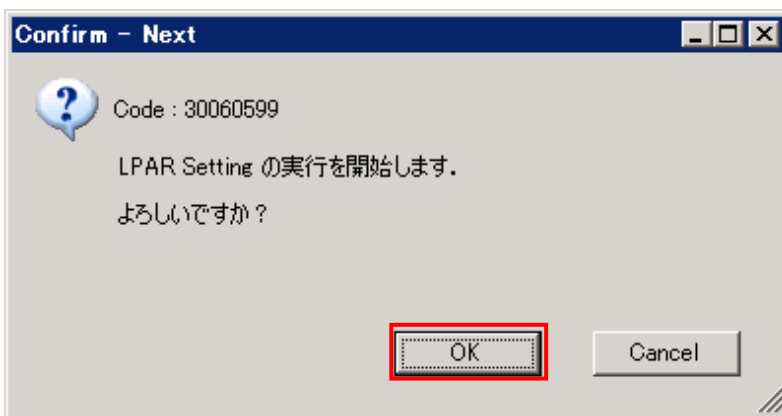 Confirm - Next
Code : 30060599
LPAR Setting の実行を開始します.
よろしいですか？
OK
Cancel